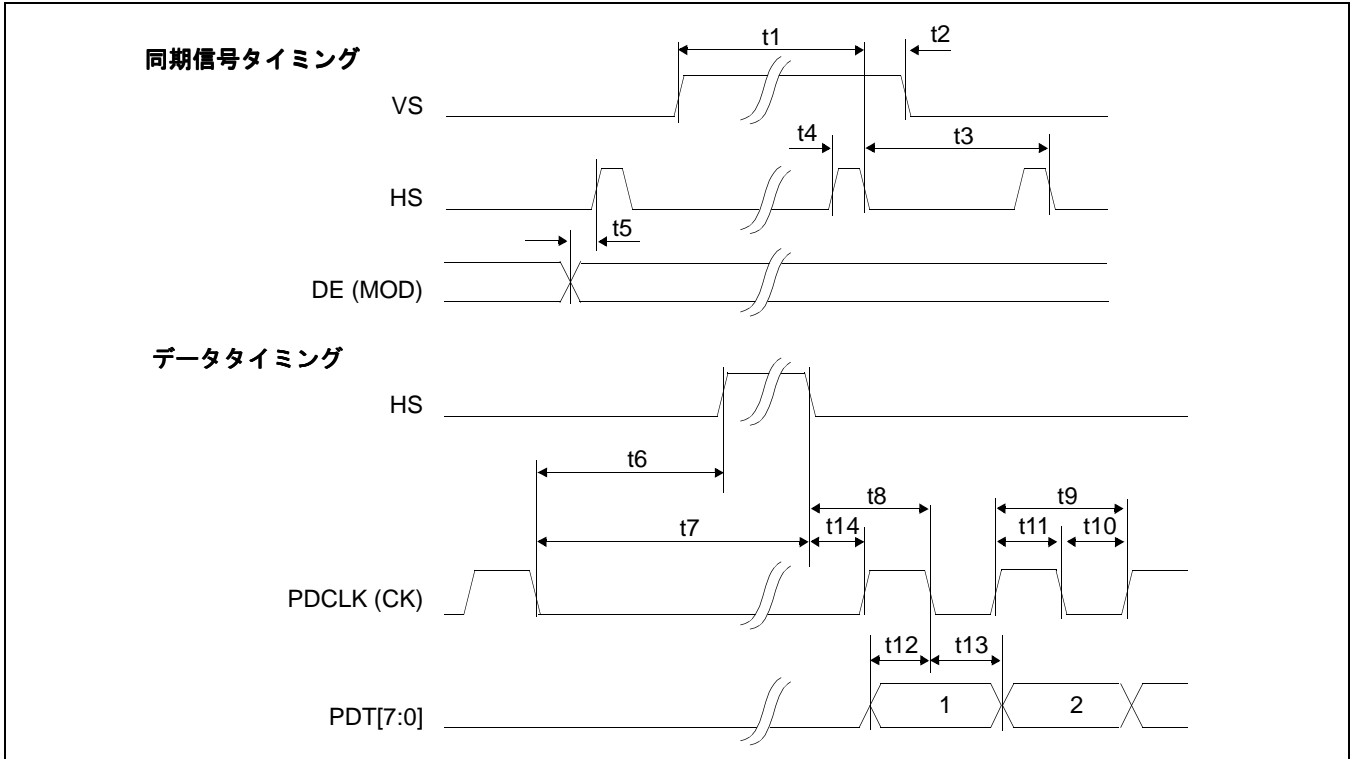 同期信号タイミング
t1
t2
VS
t4
t3
HS
t5
DE (MOD)
データタイミング
HS
t6
t8
t9
t7
t14
t11
t10
PDCLK (CK)
t12
t13
PDT[7:0]
1
2